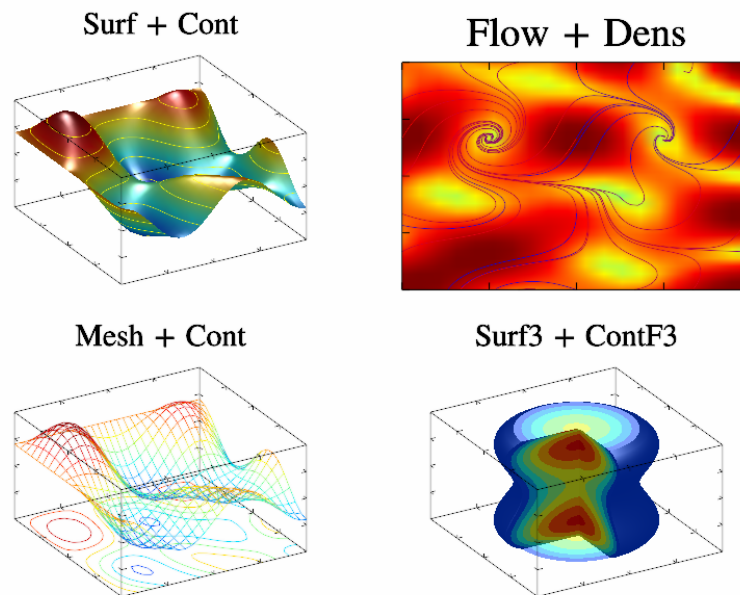 Surf + Cont
Flow + Dens
Mesh + Cont
Surf3 + ContF3